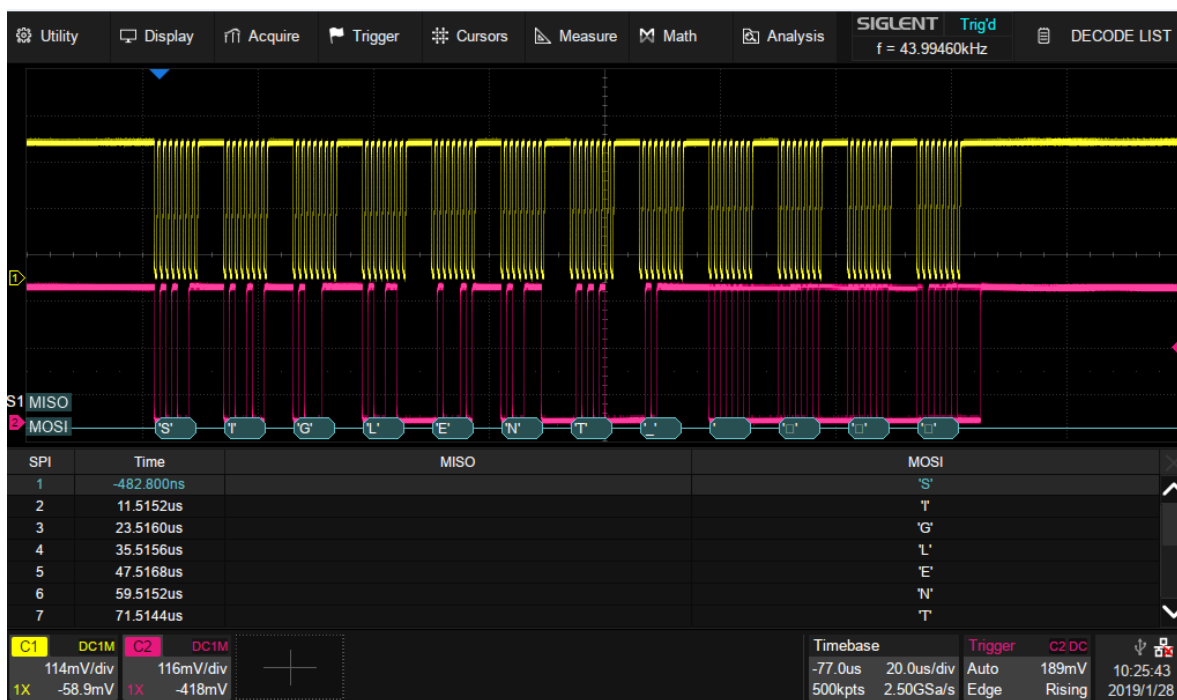 Utility Display Acquire Trigger Cursors Measure Math Analysis SIGLENT Trig'd DECODE LIST
f = 43.99460kHz
1
S1 MISO
2 MOSI 'S' 'I' 'G' 'L' 'E' 'N' 'T' '_' ' '□' '□' '□'
SPI Time MISO MOSI
1 -482.800ns 'S'
2 11.5152us 'I'
3 23.5160us 'G'
4 35.5156us 'L'
5 47.5168us 'E'
6 59.5152us 'N'
7 71.5144us 'T'
C1 DC1M C2 DC1M Timebase Trigger C2 DC
114mV/div 116mV/div -77.0us 20.0us/div Auto 189mV 10:25:43
1X -58.9mV 1X -418mV 500kpts 2.50GSa/s Edge Rising 2019/1/28